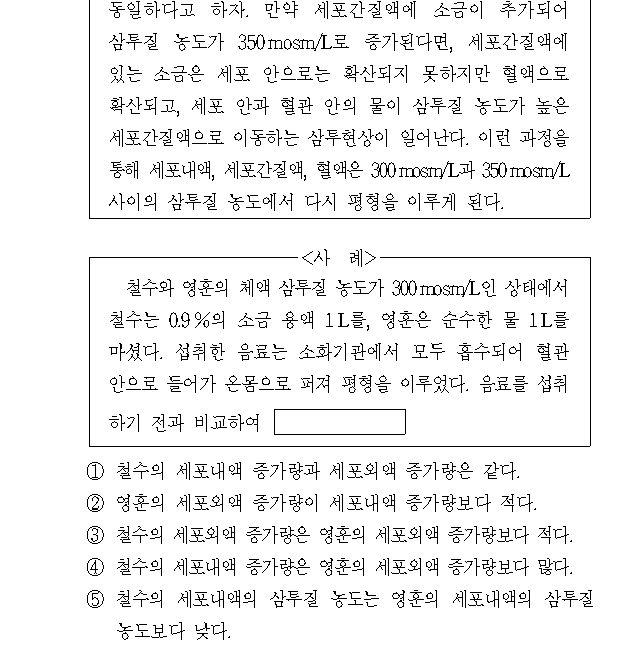 동일하다고 하자. 만약 세포간질액에 소금이 추가되어
삼투질 농도가 350 mosm/L로 증가된다면, 세포간질액에
있는 소금은 세포 안으로는 확산되지 못하지만 혈액으로
확산되고, 세포 안과 혈관 안의 물이 삼투질 농도가 높은
세포간질액으로 이동하는 삼투현상이 일어난다. 이런 과정을
통해 세포내액, 세포간질액, 혈액은 300 mosm/L과 350 mosm/L
사이의 삼투질 농도에서 다시 평형을 이루게 된다.
<사 례>
철수와 영훈의 체액 삼투질 농도가 300 mosm/L인 상태에서
철수는 0.9 %의 소금 용액 1 L를, 영훈은 순수한 물 1 L를
마셨다. 섭취한 음료는 소화기관에서 모두 흡수되어 혈관
안으로 들어가 온몸으로 퍼져 평형을 이루었다. 음료를 섭취
하기 전과 비교하여
① 철수의 세포내액 증가량과 세포외액 증가량은 같다.
② 영훈의 세포외액 증가량이 세포내액 증가량보다 적다.
③ 철수의 세포외액 증가량은 영훈의 세포외액 증가량보다 적다.
④ 철수의 세포내액 증가량은 영훈의 세포외액 증가량보다 많다.
⑤ 철수의 세포내액의 삼투질 농도는 영훈의 세포내액의 삼투질
농도보다 낮다.